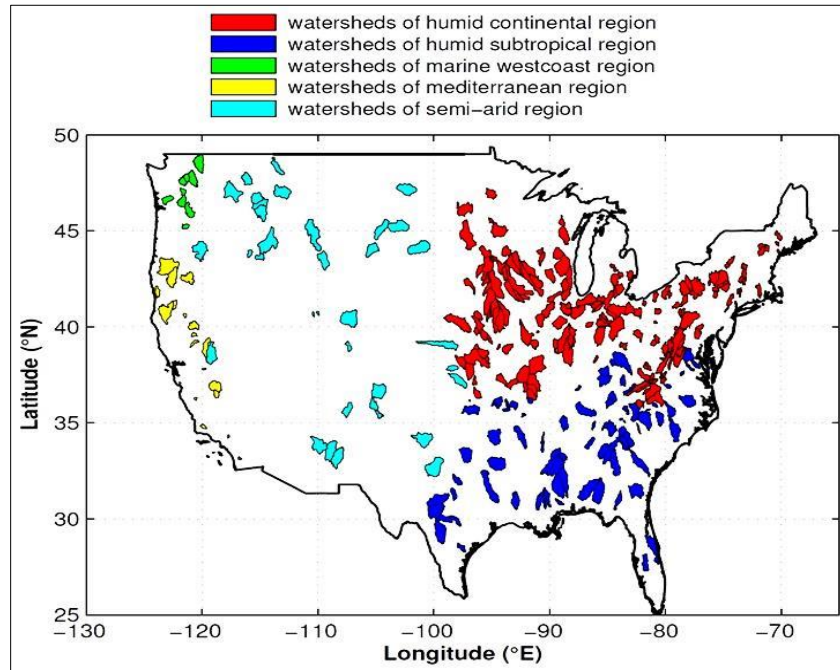 watersheds of humid continental region
watersheds of humid subtropical region
watersheds of marine westcoast region
watersheds of mediterranean region
watersheds of semi-arid region
50
45
40
35
30
25
Latitude (°N)
−130
−120
−110
−100
−90
−80
−70
Longitude (°E)